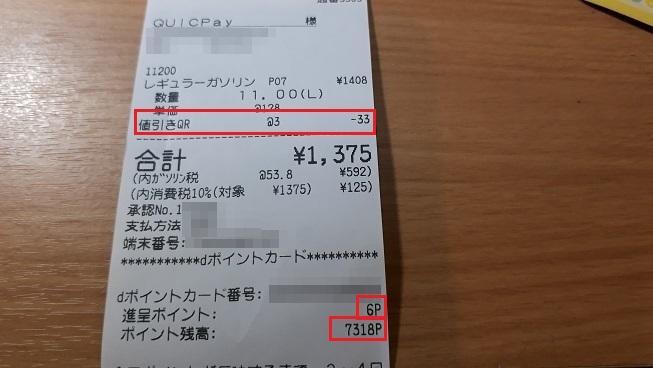 QUICPay 様
11200
レギュラーガソリン P07 ¥1408
数量 11.00(L)
単価 @128
値引きQR @3 -33
合計 ¥1,375
(内ガソリン税 @53.8 ¥592)
(内消費税10%(対象 ¥1375) ¥125)
承認No.1
支払方法
端末番号:
***********dポイントカード**********
dポイントカード番号:
進呈ポイント: 6P
ポイント残高: 7318P